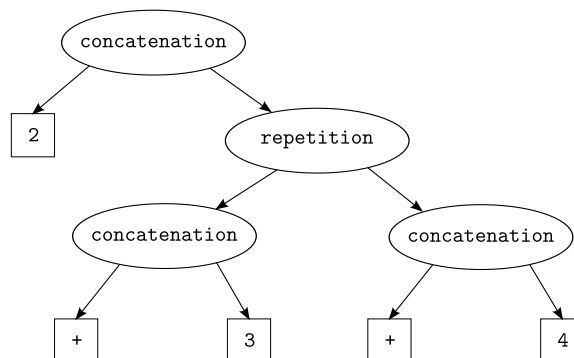 concatenation
2
repetition
concatenation
concatenation
+
3
+
4